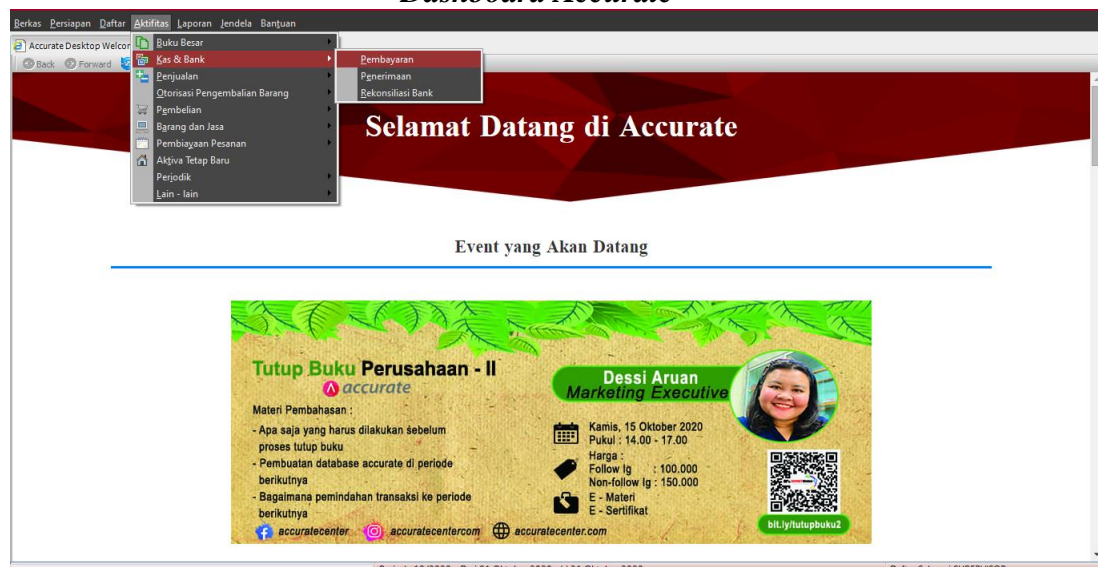 Dashboard Accurate
Berkas Persiapan Daftar Aktifitas Laporan Jendela Bantuan
Accurate Desktop Welcor
Back Forward
Buku Besar
Kas & Bank
Penjualan
Otorisasi Pengembalian Barang
Pembelian
Barang dan Jasa
Pembiayaan Pesanan
Aktiva Tetap Baru
Perjodik
Lain - lain
Pembayaran
Penerimaan
Rekonsiliasi Bank
Selamat Datang di Accurate
Event yang Akan Datang
Tutup Buku Perusahaan - II
accurate
Materi Pembahasan :
- Apa saja yang harus dilakukan sebelum
proses tutup buku
- Pembuatan database accurate di periode
berikutnya
- Bagaimana pemindahan transaksi ke periode
berikutnya
accuratecenter accuratecentercom accuratecenter.com
Dessi Aruan
Marketing Executive
Kamis, 15 Oktober 2020
Pukul : 14.00 - 17.00
Harga :
Follow Ig : 100.000
Non-follow Ig : 150.000
E - Materi
E - Sertifikat
bit.ly/tutupbuku2